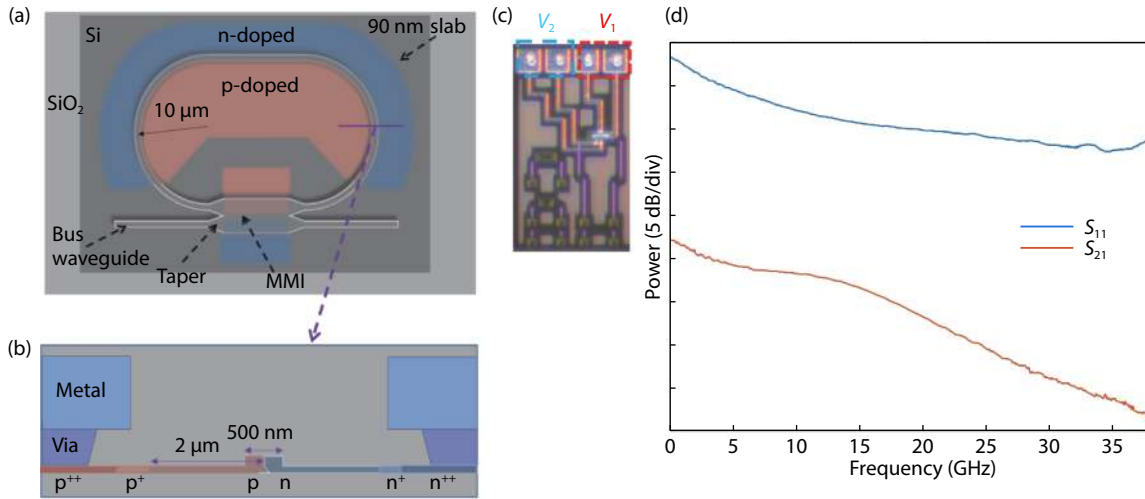 (a)
Si
n-doped
90 nm slab
p-doped
SiO₂
10 μm
Bus
waveguide
Taper
MMI
(b)
Metal
Via
500 nm
2 μm
p⁺⁺
p⁺
p
n
n⁺
n⁺⁺
(c)
V₂
V₁
(d)
Power (5 dB/div)
S₁₁
S₂₁
0
5
10
15
20
25
30
35
Frequency (GHz)